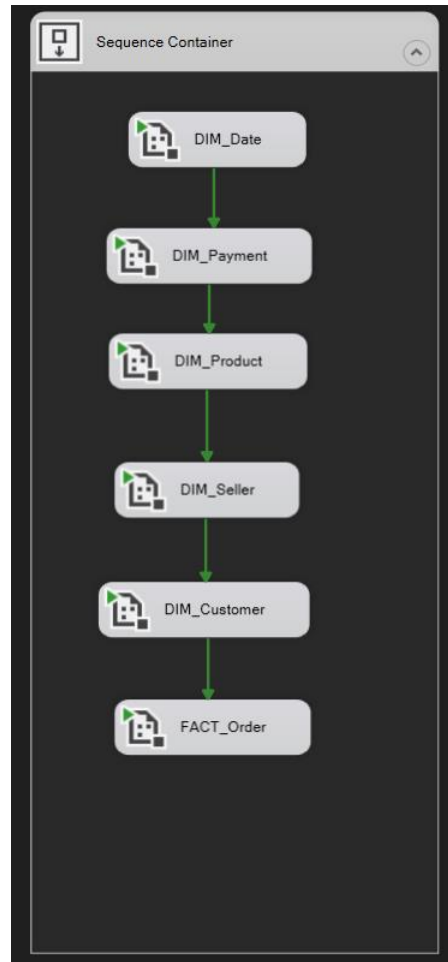 Sequence Container
DIM_Date
DIM_Payment
DIM_Product
DIM_Seller
DIM_Customer
FACT_Order